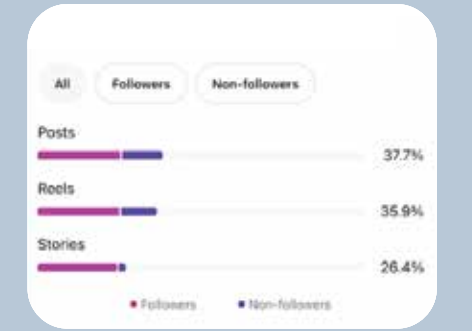 All Followers Non-followers
Posts
37.7%
Reels
35.9%
Stories
26.4%
Followers Non-followers